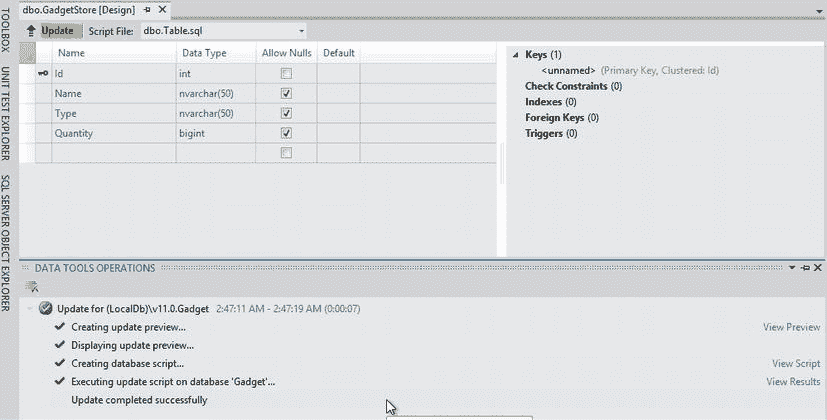 dbo.GadgetStore [Design]
Update Script File: dbo.Table.sql
Name Data Type Allow Nulls Default
Id int
Name nvarchar(50)
Type nvarchar(50)
Quantity bigint
Keys (1)
<unnamed> (Primary Key, Clustered: Id)
Check Constraints (0)
Indexes (0)
Foreign Keys (0)
Triggers (0)
TOOLBOX
UNIT TEST EXPLORER
SQL SERVER OBJECT EXPLORER
DATA TOOLS OPERATIONS
Update for (LocalDb)\v11.0.Gadget 2:47:11 AM - 2:47:19 AM (0:00:07)
Creating update preview... View Preview
Displaying update preview...
Creating database script... View Script
Executing update script on database 'Gadget'... View Results
Update completed successfully